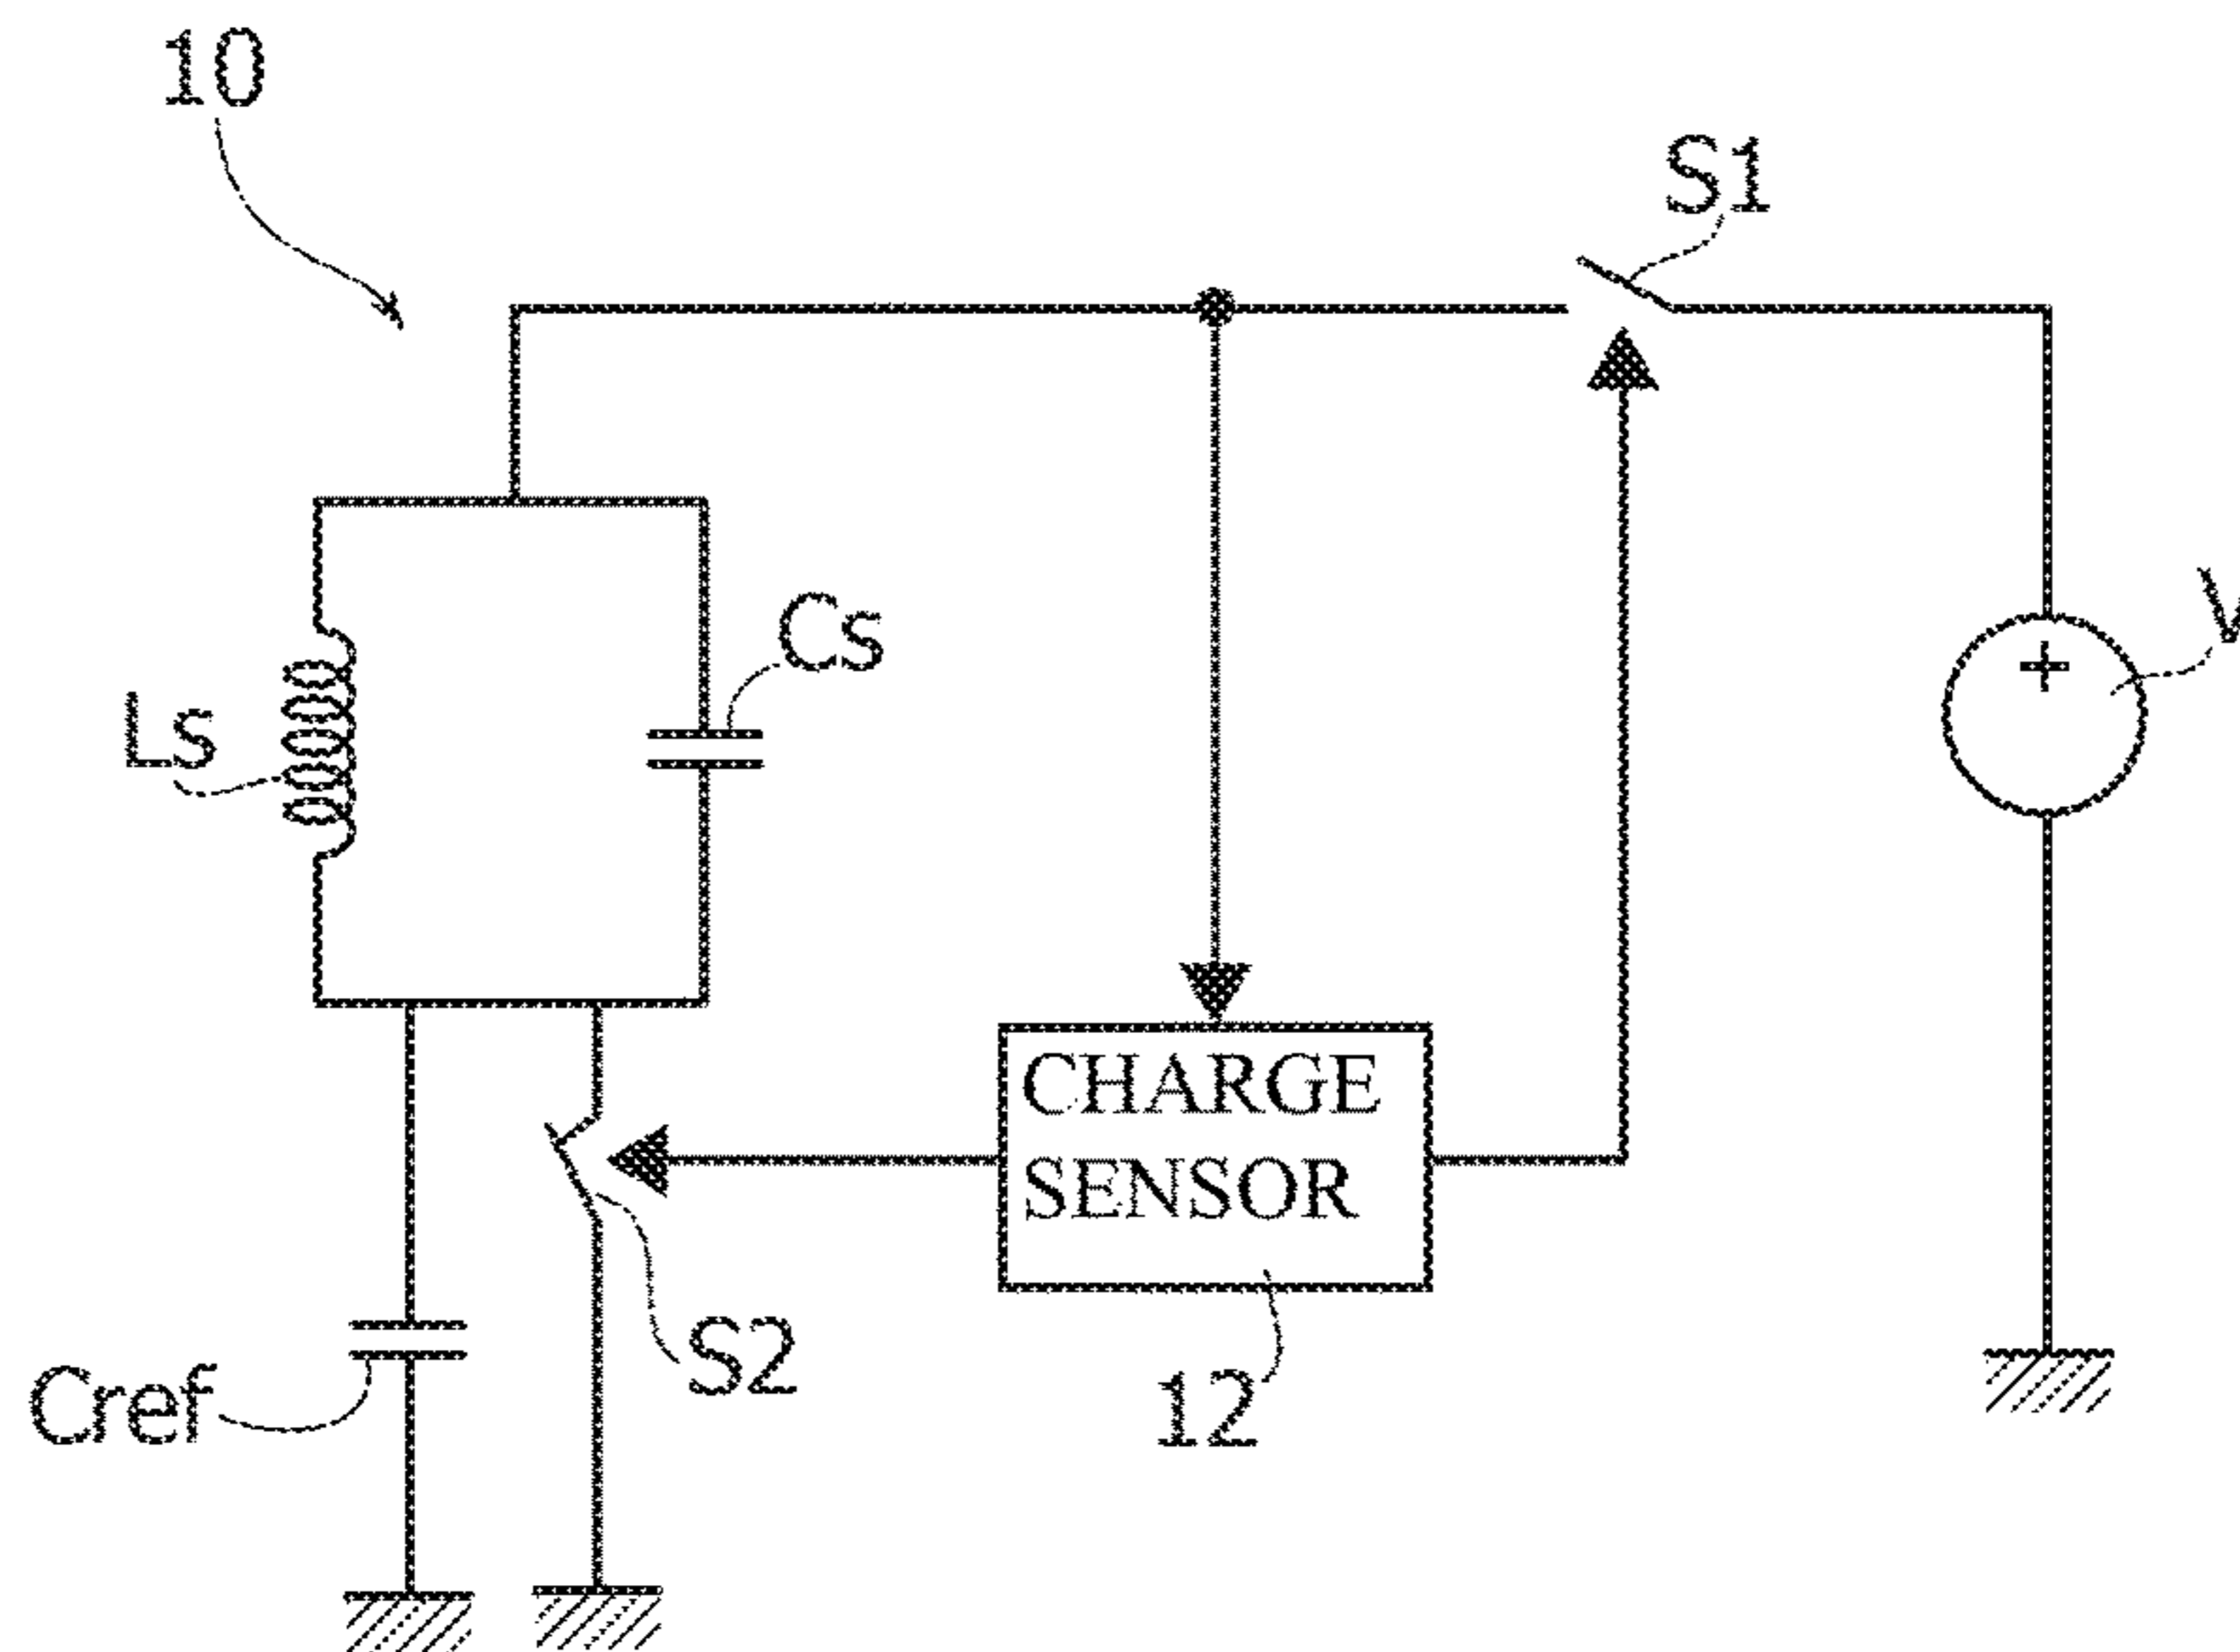 10
S1
Cs
V
Ls
+
CHARGE
SENSOR
S2
Cref
12